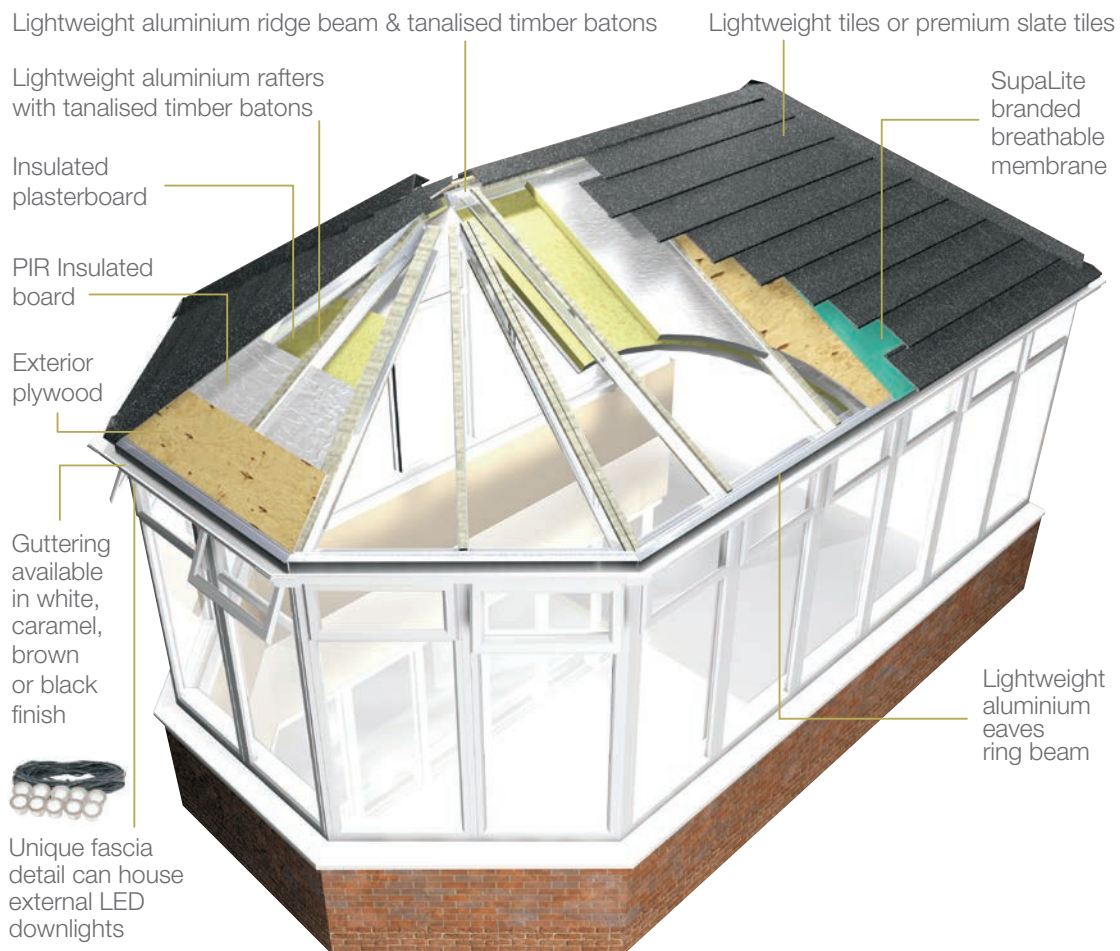 Lightweight aluminium ridge beam & tanalised timber batons
Lightweight tiles or premium slate tiles
Lightweight aluminium rafters
with tanalised timber batons
SupaLite
branded
breathable
membrane
Insulated
plasterboard
PIR Insulated
board
Exterior
plywood
Guttering
available
in white,
caramel,
brown
or black
finish
Lightweight
aluminium
eaves
ring beam
Unique fascia
detail can house
external LED
downlights